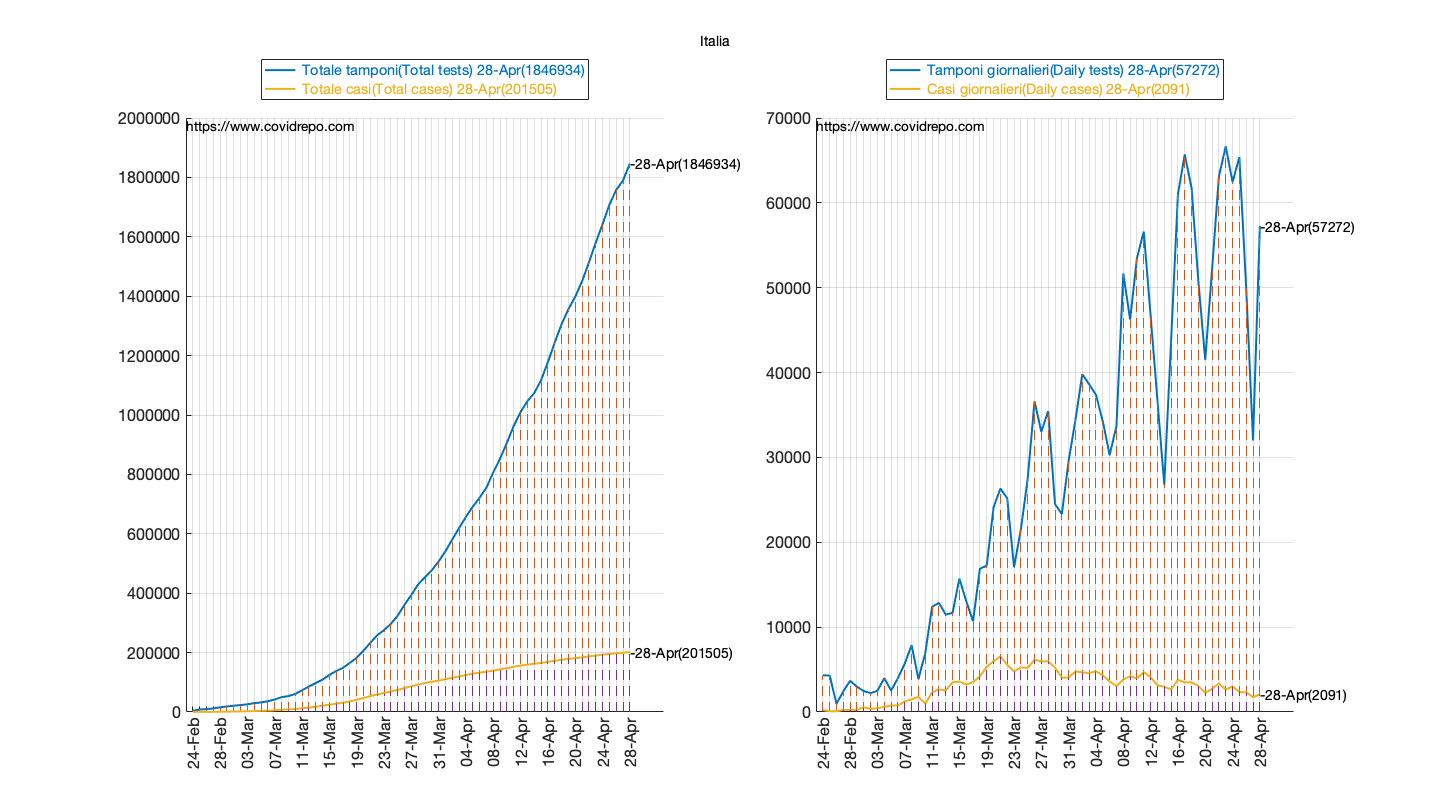 Italia
Totale tamponi(Total tests) 28-Apr(1846934)
Totale casi(Total cases) 28-Apr(201505)
https://www.covidrepo.com
2000000
1800000
1600000
1400000
1200000
1000000
800000
600000
400000
200000
0
-28-Apr(1846934)
-28-Apr(201505)
24-Feb
28-Feb
03-Mar
07-Mar
11-Mar
15-Mar
19-Mar
23-Mar
27-Mar
31-Mar
04-Apr
08-Apr
12-Apr
16-Apr
20-Apr
24-Apr
28-Apr
Tamponi giornalieri(Daily tests) 28-Apr(57272)
Casi giornalieri(Daily cases) 28-Apr(2091)
https://www.covidrepo.com
70000
60000
50000
40000
30000
20000
10000
0
-28-Apr(57272)
-28-Apr(2091)
24-Feb
28-Feb
03-Mar
07-Mar
11-Mar
15-Mar
19-Mar
23-Mar
27-Mar
31-Mar
04-Apr
08-Apr
12-Apr
16-Apr
20-Apr
24-Apr
28-Apr